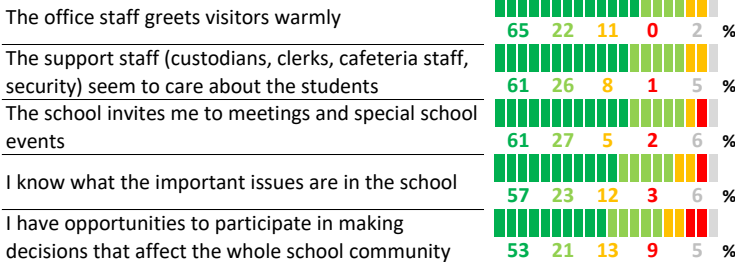 The office staff greets visitors warmly
65 22 11 0 2 %
The support staff (custodians, clerks, cafeteria staff,
security) seem to care about the students
61 26 8 1 5 %
The school invites me to meetings and special school
events
61 27 5 2 6 %
I know what the important issues are in the school
57 23 12 3 6 %
I have opportunities to participate in making
decisions that affect the whole school community
53 21 13 9 5 %